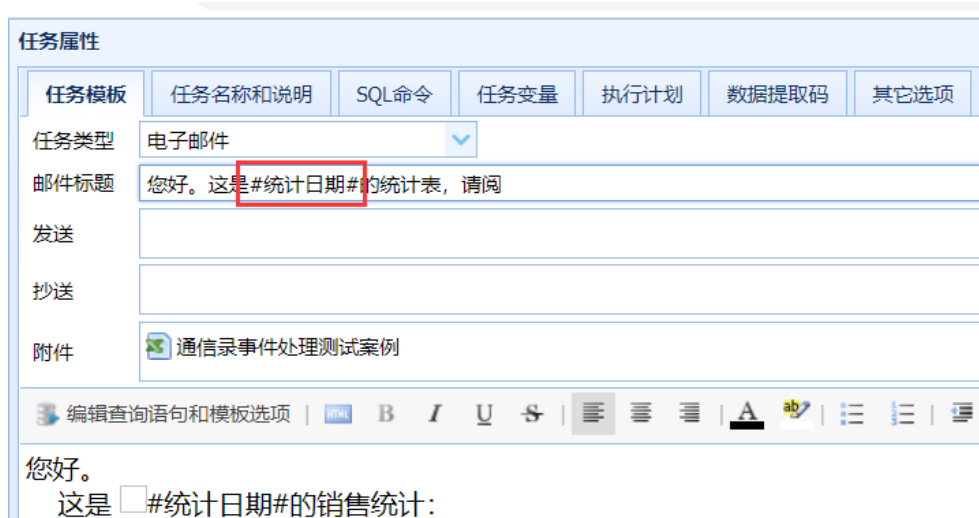 任务属性
任务模板 任务名称和说明 SQL命令 任务变量 执行计划 数据提取码 其它选项
任务类型 电子邮件
邮件标题 您好。这是#统计日期#的统计表，请阅
发送
抄送
附件 通信录事件处理测试案例
编辑查询语句和模板选项 | HTML B I U S | A ab
您好。
这是 #统计日期#的销售统计：